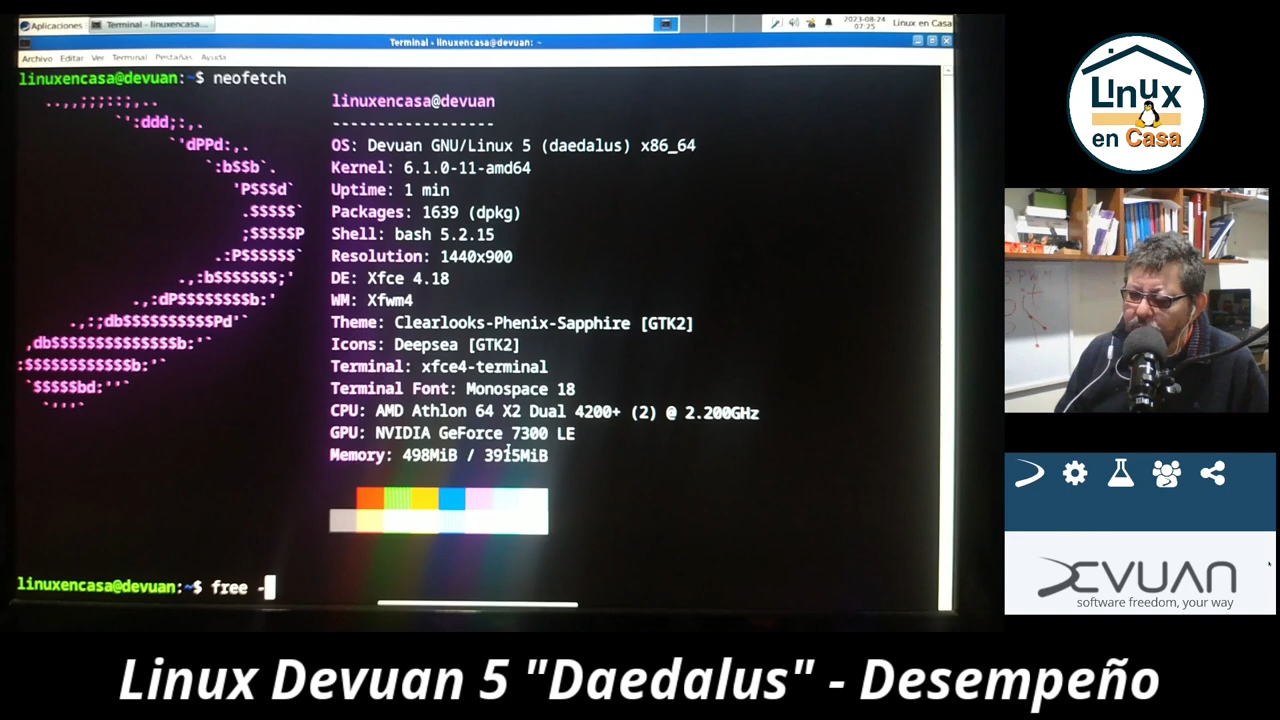 Aplicaciones
Terminal - linuxencasa...
2023-08-24
07:25
Linux en Casa
Terminal - linuxencasa@devuan: ~
Archivo Editar Ver Terminal Pestañas Ayuda
linuxencasa@devuan:~$ neofetch
linuxencasa@devuan
------------------
OS: Devuan GNU/Linux 5 (daedalus) x86_64
Kernel: 6.1.0-11-amd64
Uptime: 1 min
Packages: 1639 (dpkg)
Shell: bash 5.2.15
Resolution: 1440x900
DE: Xfce 4.18
WM: Xfwm4
Theme: Clearlooks-Phenix-Sapphire [GTK2]
Icons: Deepsea [GTK2]
Terminal: xfce4-terminal
Terminal Font: Monospace 18
CPU: AMD Athlon 64 X2 Dual 4200+ (2) @ 2.200GHz
GPU: NVIDIA GeForce 7300 LE
Memory: 498MiB / 3915MiB
linuxencasa@devuan:~$ free -
Linux
en Casa
DEVUAN
software freedom, your way
Linux Devuan 5 "Daedalus" - Desempeño